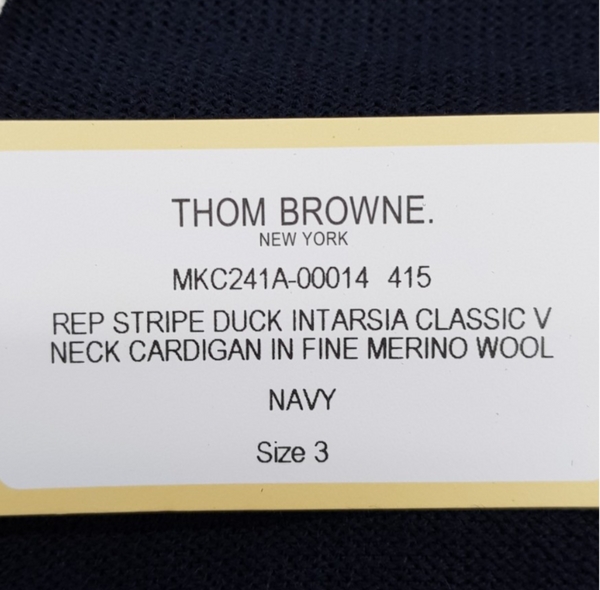 THOM BROWNE.
NEW YORK
MKC241A-00014 415
REP STRIPE DUCK INTARSIA CLASSIC V
NECK CARDIGAN IN FINE MERINO WOOL
NAVY
Size 3